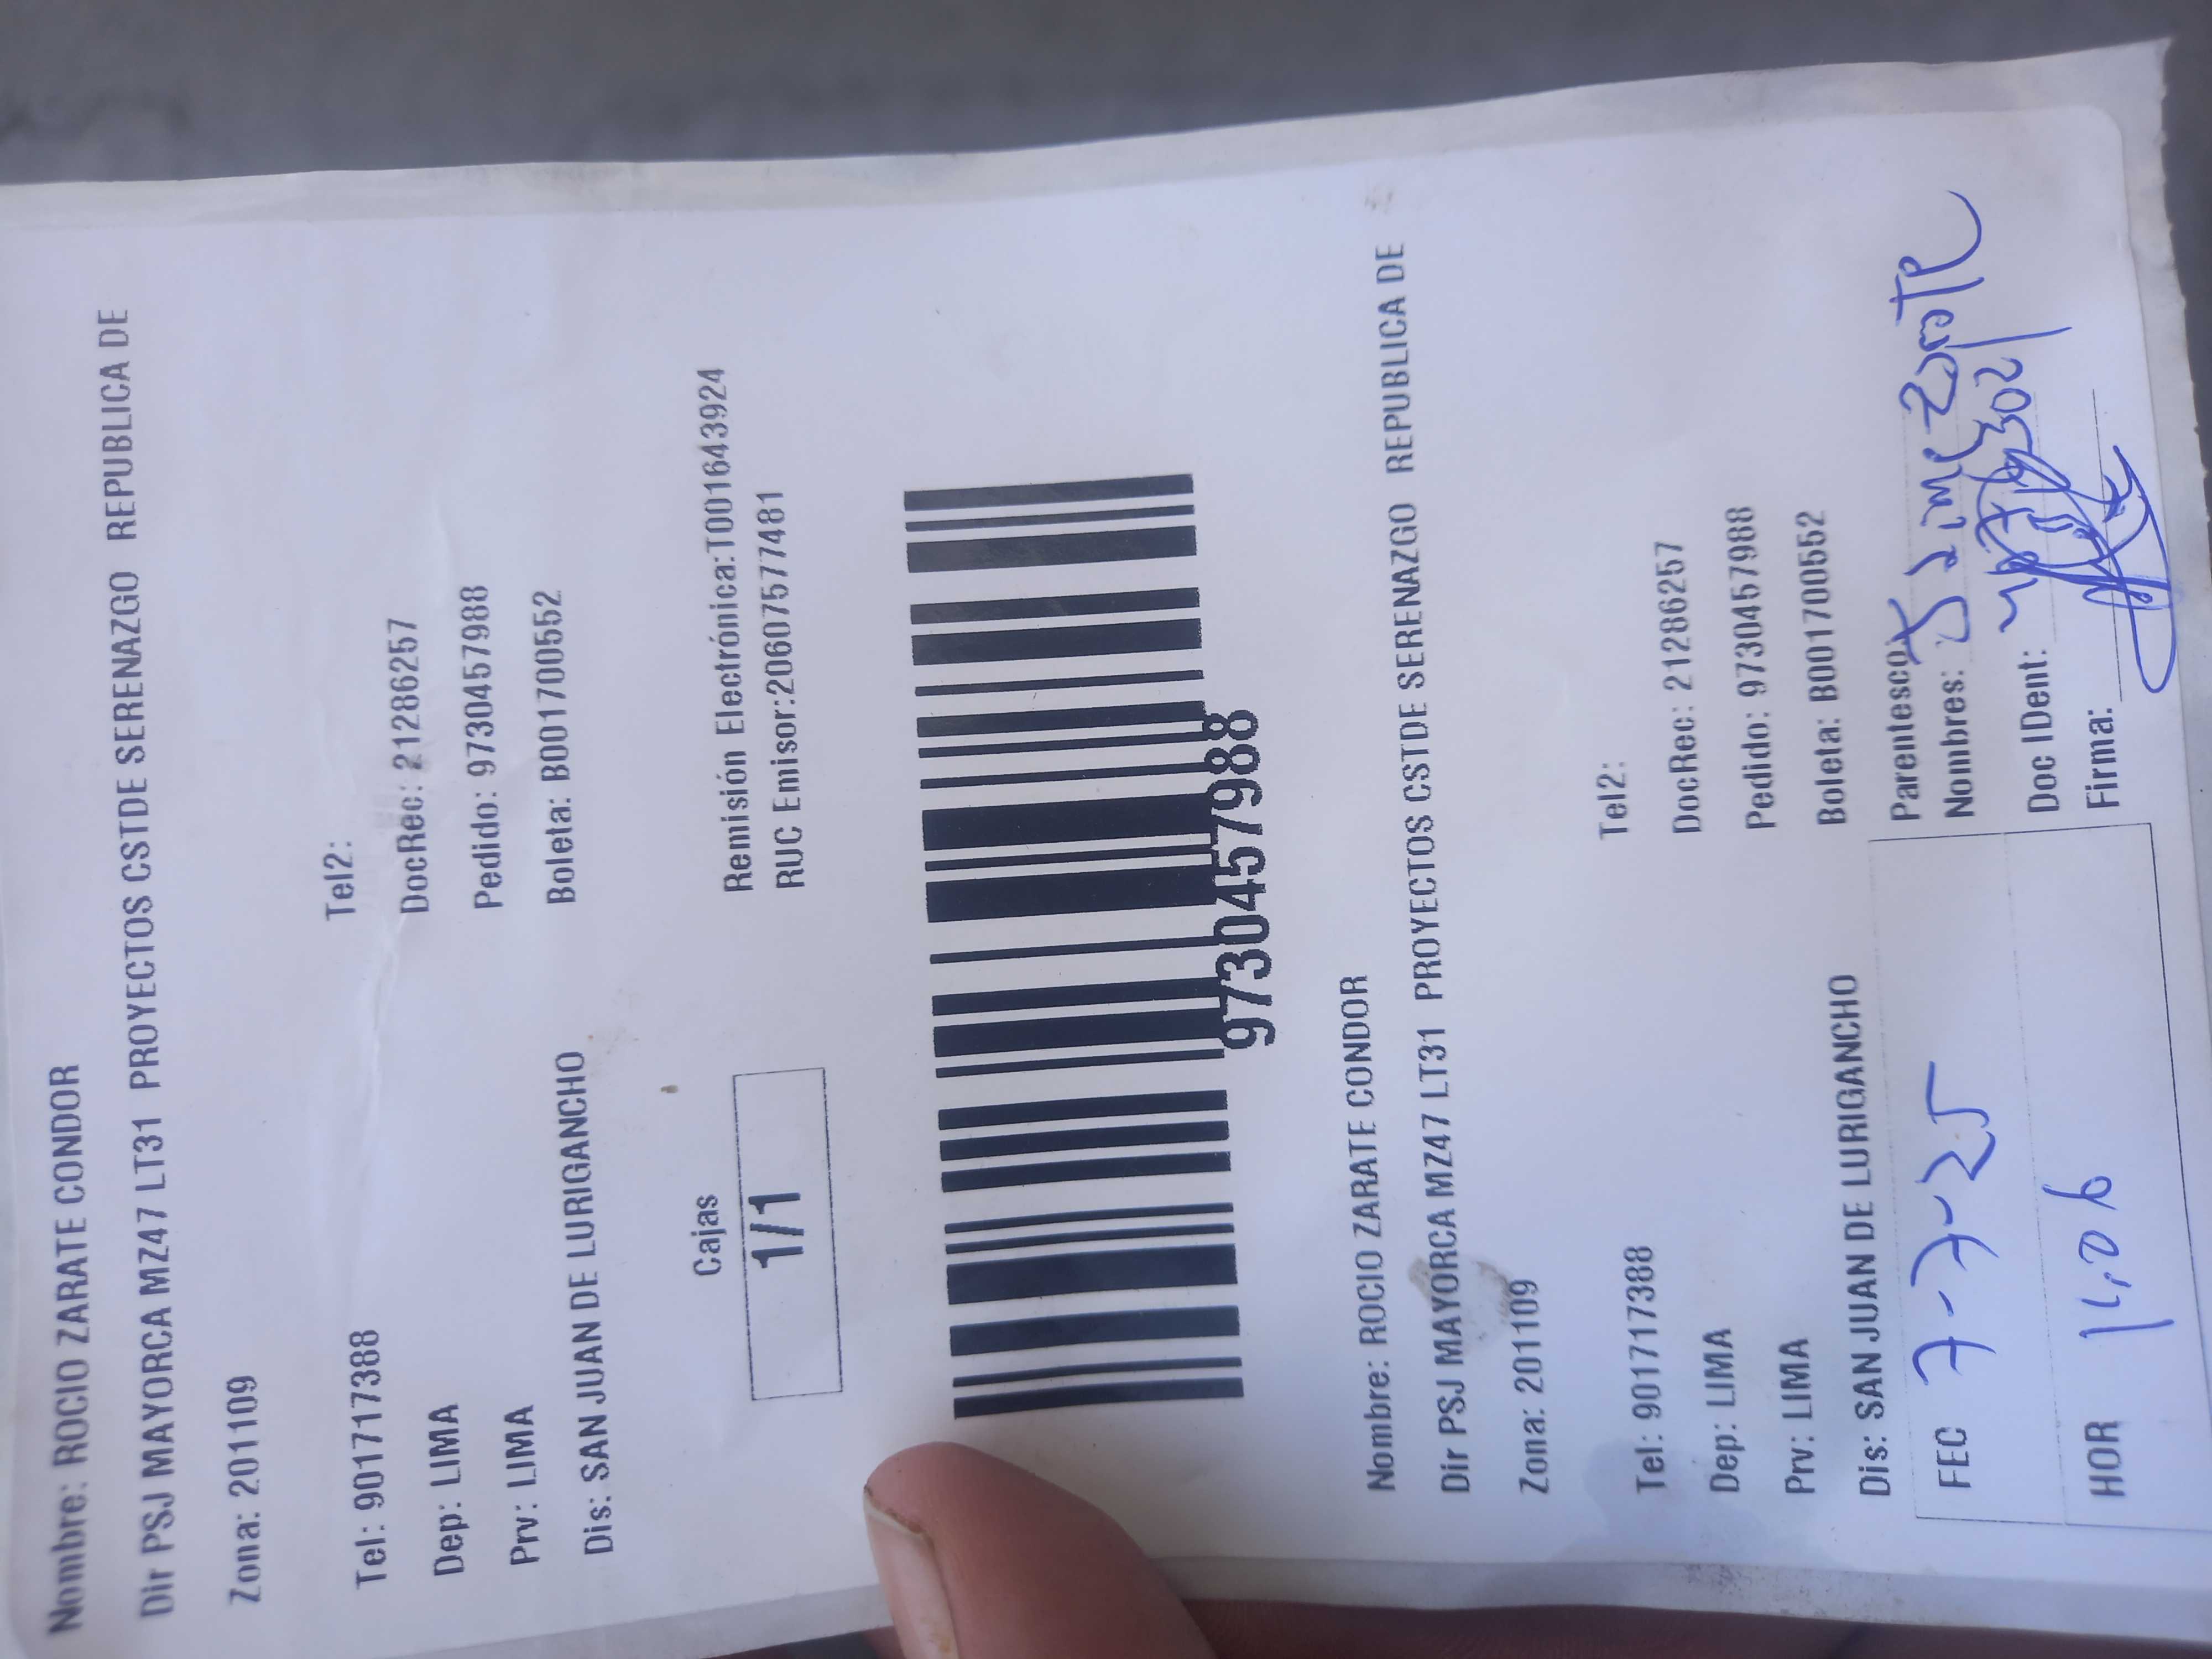 Nombre: ROCIO ZARATE CONDOR
Dir PSJ MAYORCA MZ47 LT31 PROYECTOS CSTDE SERENAZGO REPUBLICA DE
Zona: 201109
Tel: 901717388 Tel2:
Dep: LIMA DocRec: 21286257
Prv: LIMA Pedido: 9730457988
Dis: SAN JUAN DE LURIGANCHO Boleta: B001700552
Cajas Remisión Electrónica:T001643924
1/1 RUC Emisor:20607577481
9730457988
Nombre: ROCIO ZARATE CONDOR
Dir PSJ MAYORCA MZ47 LT31 PROYECTOS CSTDE SERENAZGO REPUBLICA DE
Zona: 201109
Tel: 901717388 Tel2:
Dep: LIMA DocRec: 21286257
Prv: LIMA Pedido: 9730457988
Dis: SAN JUAN DE LURIGANCHO Boleta: B001700552
FEC 7-7-25 Parentesco:
Nombres:
HOR 11,06 Doc IDent:
Firma: